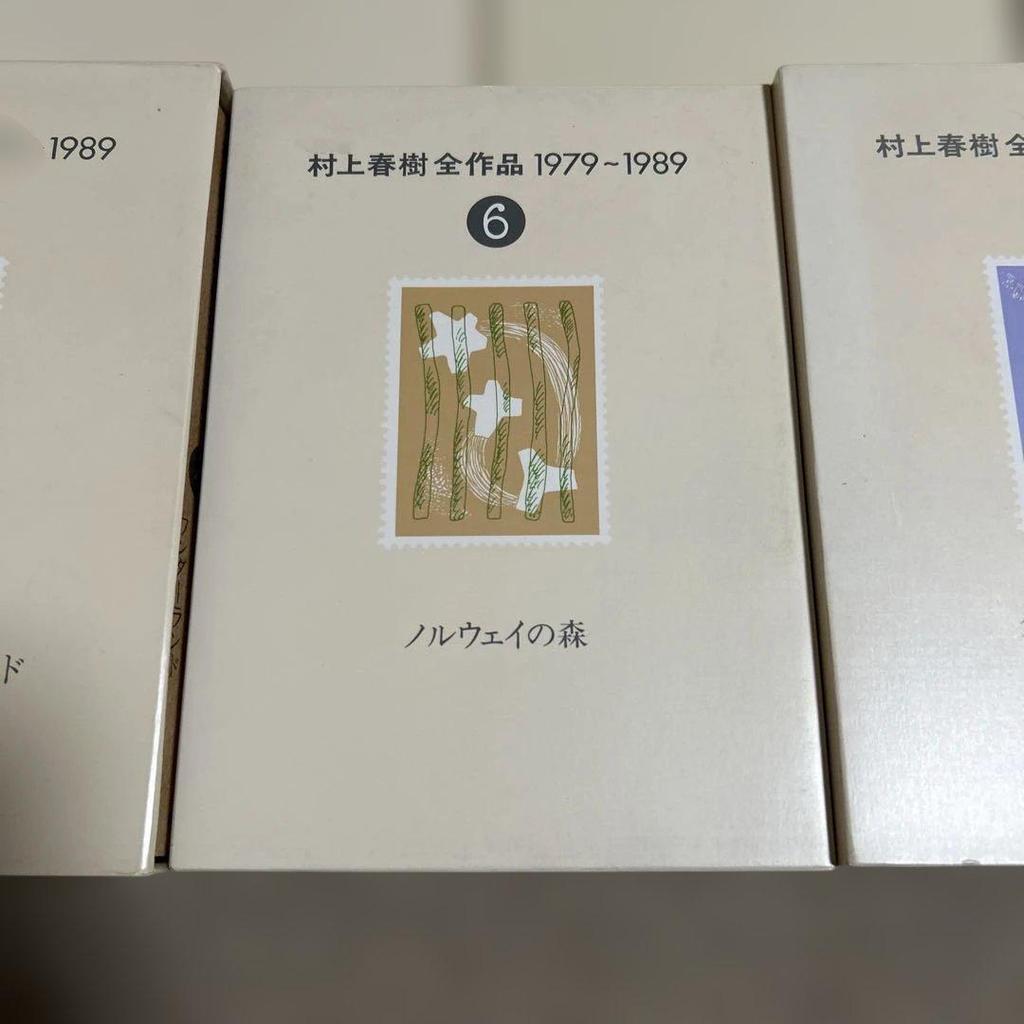 1989
ド
ワンダーランド
村上春樹 全作品 1979~1989
6
ノルウェイの森
村上春樹 全